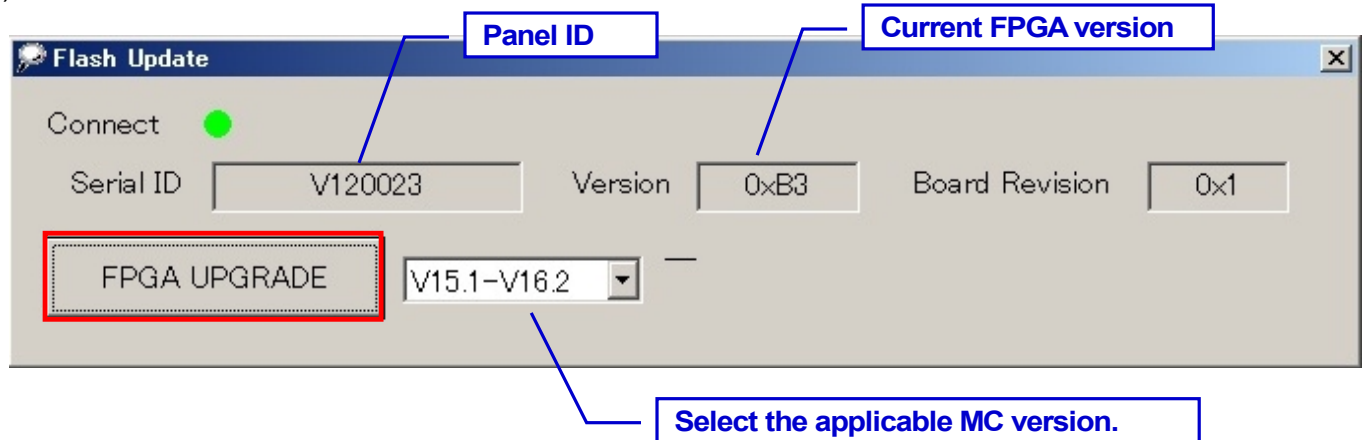 Panel ID
Current FPGA version
Flash Update
Connect
Serial ID V120023 Version 0xB3 Board Revision 0x1
FPGA UPGRADE V15.1-V16.2 —
Select the applicable MC version.